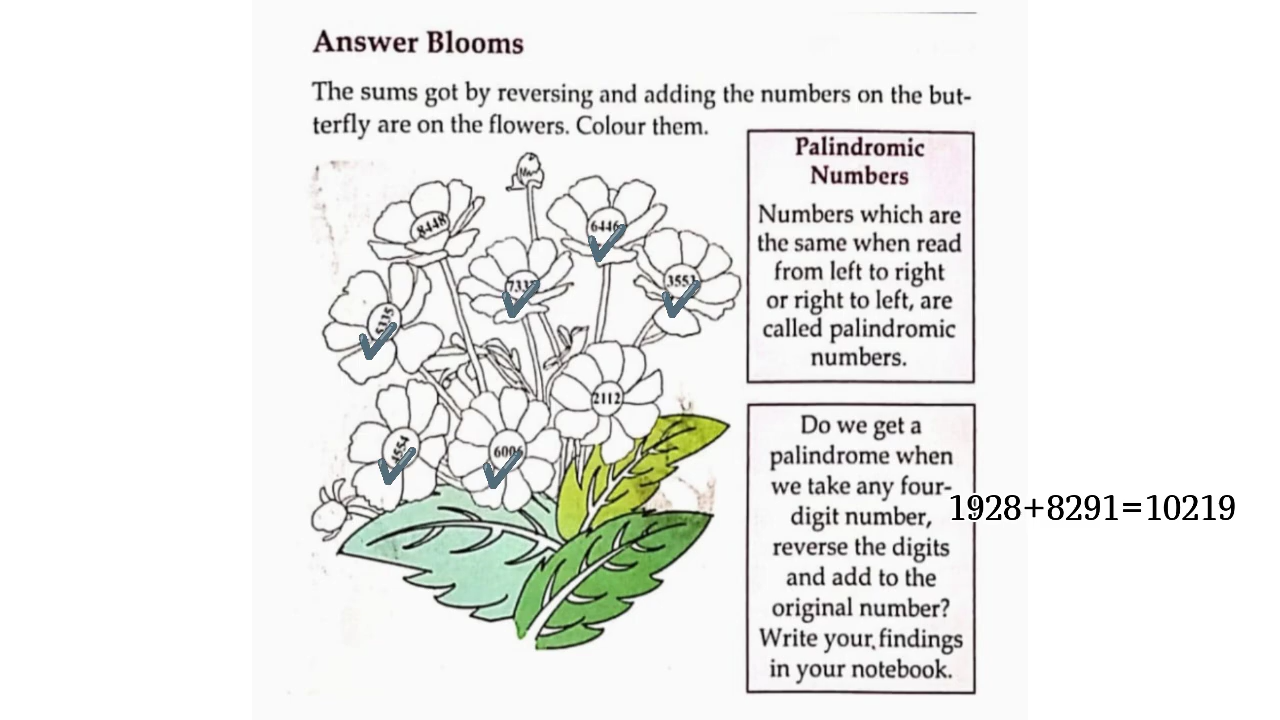 Answer Blooms
The sums got by reversing and adding the numbers on the but-
terfly are on the flowers. Colour them.
8448
6446
3553
5335
2112
4554
6006
Palindromic
Numbers
Numbers which are
the same when read
from left to right
or right to left, are
called palindromic
numbers.
Do we get a
palindrome when
we take any four-
digit number,
reverse the digits
and add to the
original number?
Write your findings
in your notebook.
1928+8291=10219